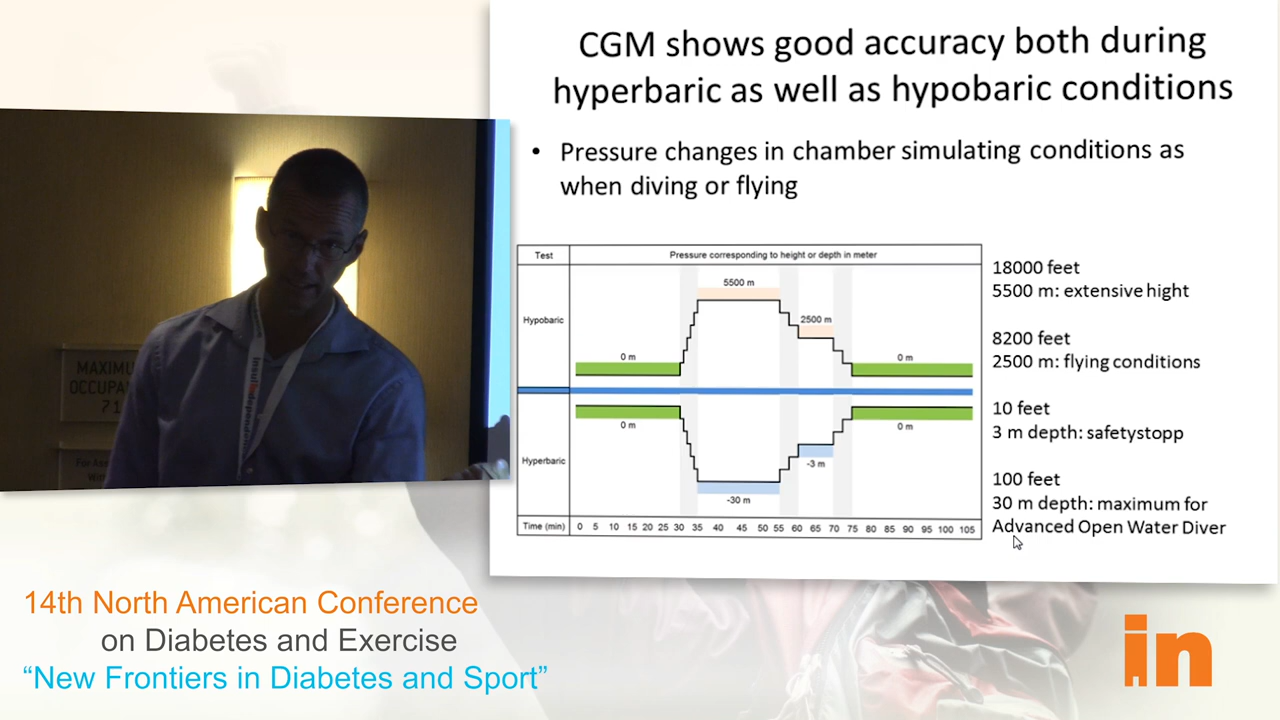 CGM shows good accuracy both during
hyperbaric as well as hypobaric conditions
• Pressure changes in chamber simulating conditions as
when diving or flying
Test
Pressure corresponding to height or depth in meter
Hypobaric
0 m
5500 m
2500 m
0 m
Hyperbaric
0 m
-30 m
-3 m
0 m
Time (min) 0 5 10 15 20 25 30 35 40 45 50 55 60 65 70 75 80 85 90 95 100 105
18000 feet
5500 m: extensive hight
8200 feet
2500 m: flying conditions
10 feet
3 m depth: safetystopp
100 feet
30 m depth: maximum for
Advanced Open Water Diver
MAXIMU
OCCUPA
71
For Ass
14th North American Conference
on Diabetes and Exercise
“New Frontiers in Diabetes and Sport”
in